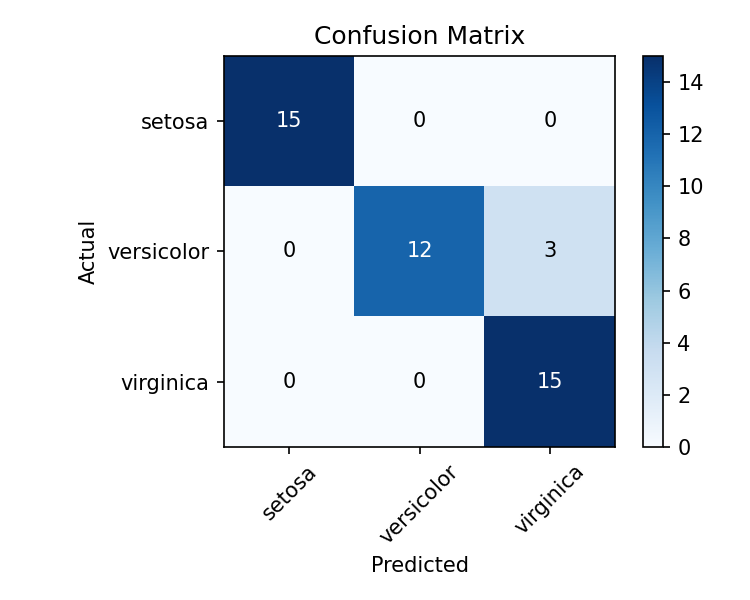 Confusion Matrix
setosa 15 0 0
versicolor 0 12 3
virginica 0 0 15
Actual
setosa versicolor virginica
Predicted
14
12
10
8
6
4
2
0